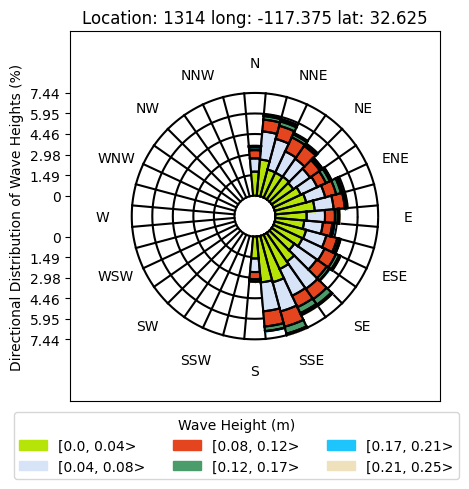 Location: 1314 long: -117.375 lat: 32.625
N
NNW
NNE
7.44
NW
NE
5.95
4.46
WNW
ENE
2.98
1.49
0
W
E
0
1.49
WSW
ESE
2.98
4.46
SW
SE
5.95
7.44
SSW
SSE
S
Directional Distribution of Wave Heights (%)
Wave Height (m)
[0.0, 0.04>
[0.08, 0.12>
[0.17, 0.21>
[0.04, 0.08>
[0.12, 0.17>
[0.21, 0.25>